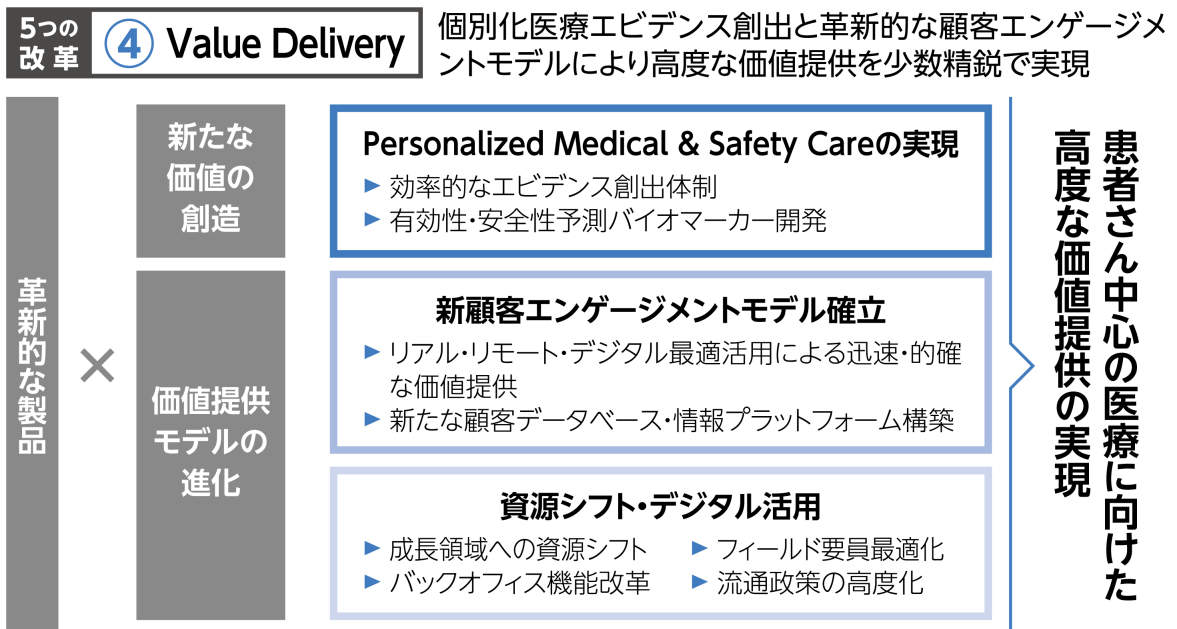 5つの
改革
④ Value Delivery
個別化医療エビデンス創出と革新的な顧客エンゲージメ
ントモデルにより高度な価値提供を少数精鋭で実現
革新的な製品
×
新たな
価値の
創造
Personalized Medical & Safety Careの実現
▶ 効率的なエビデンス創出体制
▶ 有効性・安全性予測バイオマーカー開発
価値提供
モデルの
進化
新顧客エンゲージメントモデル確立
▶ リアル・リモート・デジタル最適活用による迅速・的確
な価値提供
▶ 新たな顧客データベース・情報プラットフォーム構築
資源シフト・デジタル活用
▶ 成長領域への資源シフト
▶ フィールド要員最適化
▶ バックオフィス機能改革
▶ 流通政策の高度化
患者さん中心の医療に向けた
高度な価値提供の実現